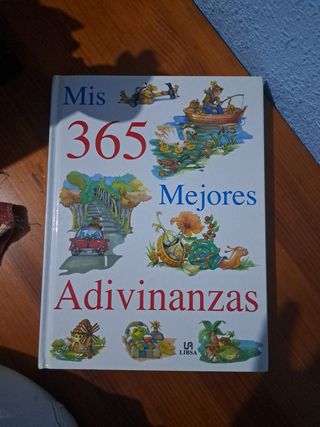 Mis
365
Mejores
Adivinanzas
LIBSA